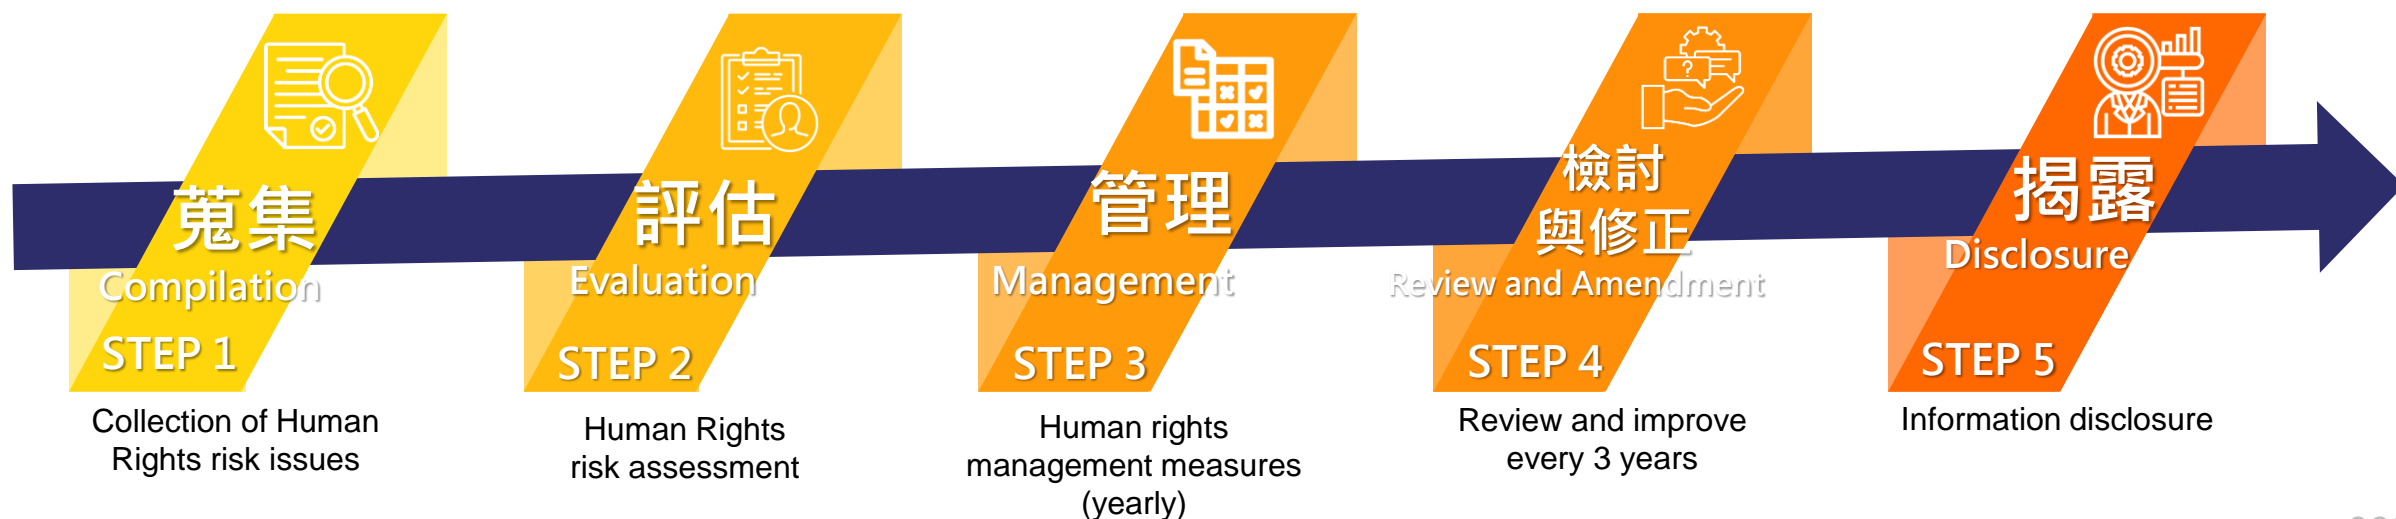 蒐集
Compilation
STEP 1
Collection of Human
Rights risk issues
評估
Evaluation
STEP 2
Human Rights
risk assessment
管理
Management
STEP 3
Human rights
management measures
(yearly)
檢討
與修正
Review and Amendment
STEP 4
Review and improve
every 3 years
揭露
Disclosure
STEP 5
Information disclosure